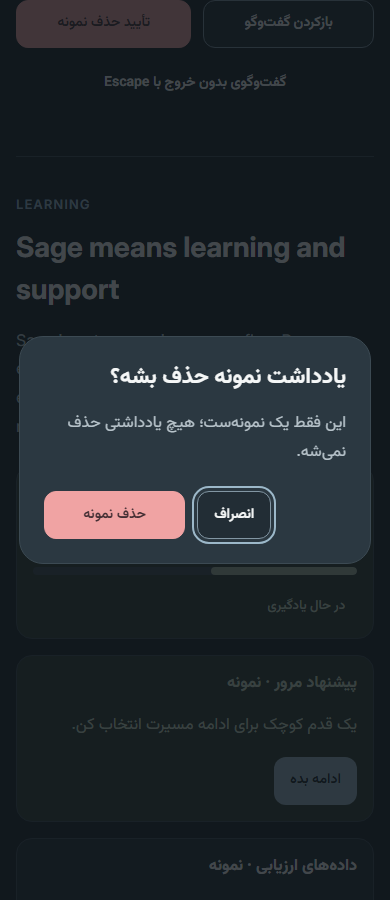 بازکردن گفت‌وگو
تأیید حذف نمونه
گفت‌وگوی بدون خروج با Escape
LEARNING
Sage means learning and
support
یادداشت نمونه حذف بشه؟
این فقط یک نمونه‌ست؛ هیچ یادداشتی حذف
نمی‌شه.
انصراف
حذف نمونه
در حال یادگیری
پیشنهاد مرور · نمونه
یک قدم کوچک برای ادامه مسیرت انتخاب کن.
ادامه بده
داده‌های ارزیابی · نمونه